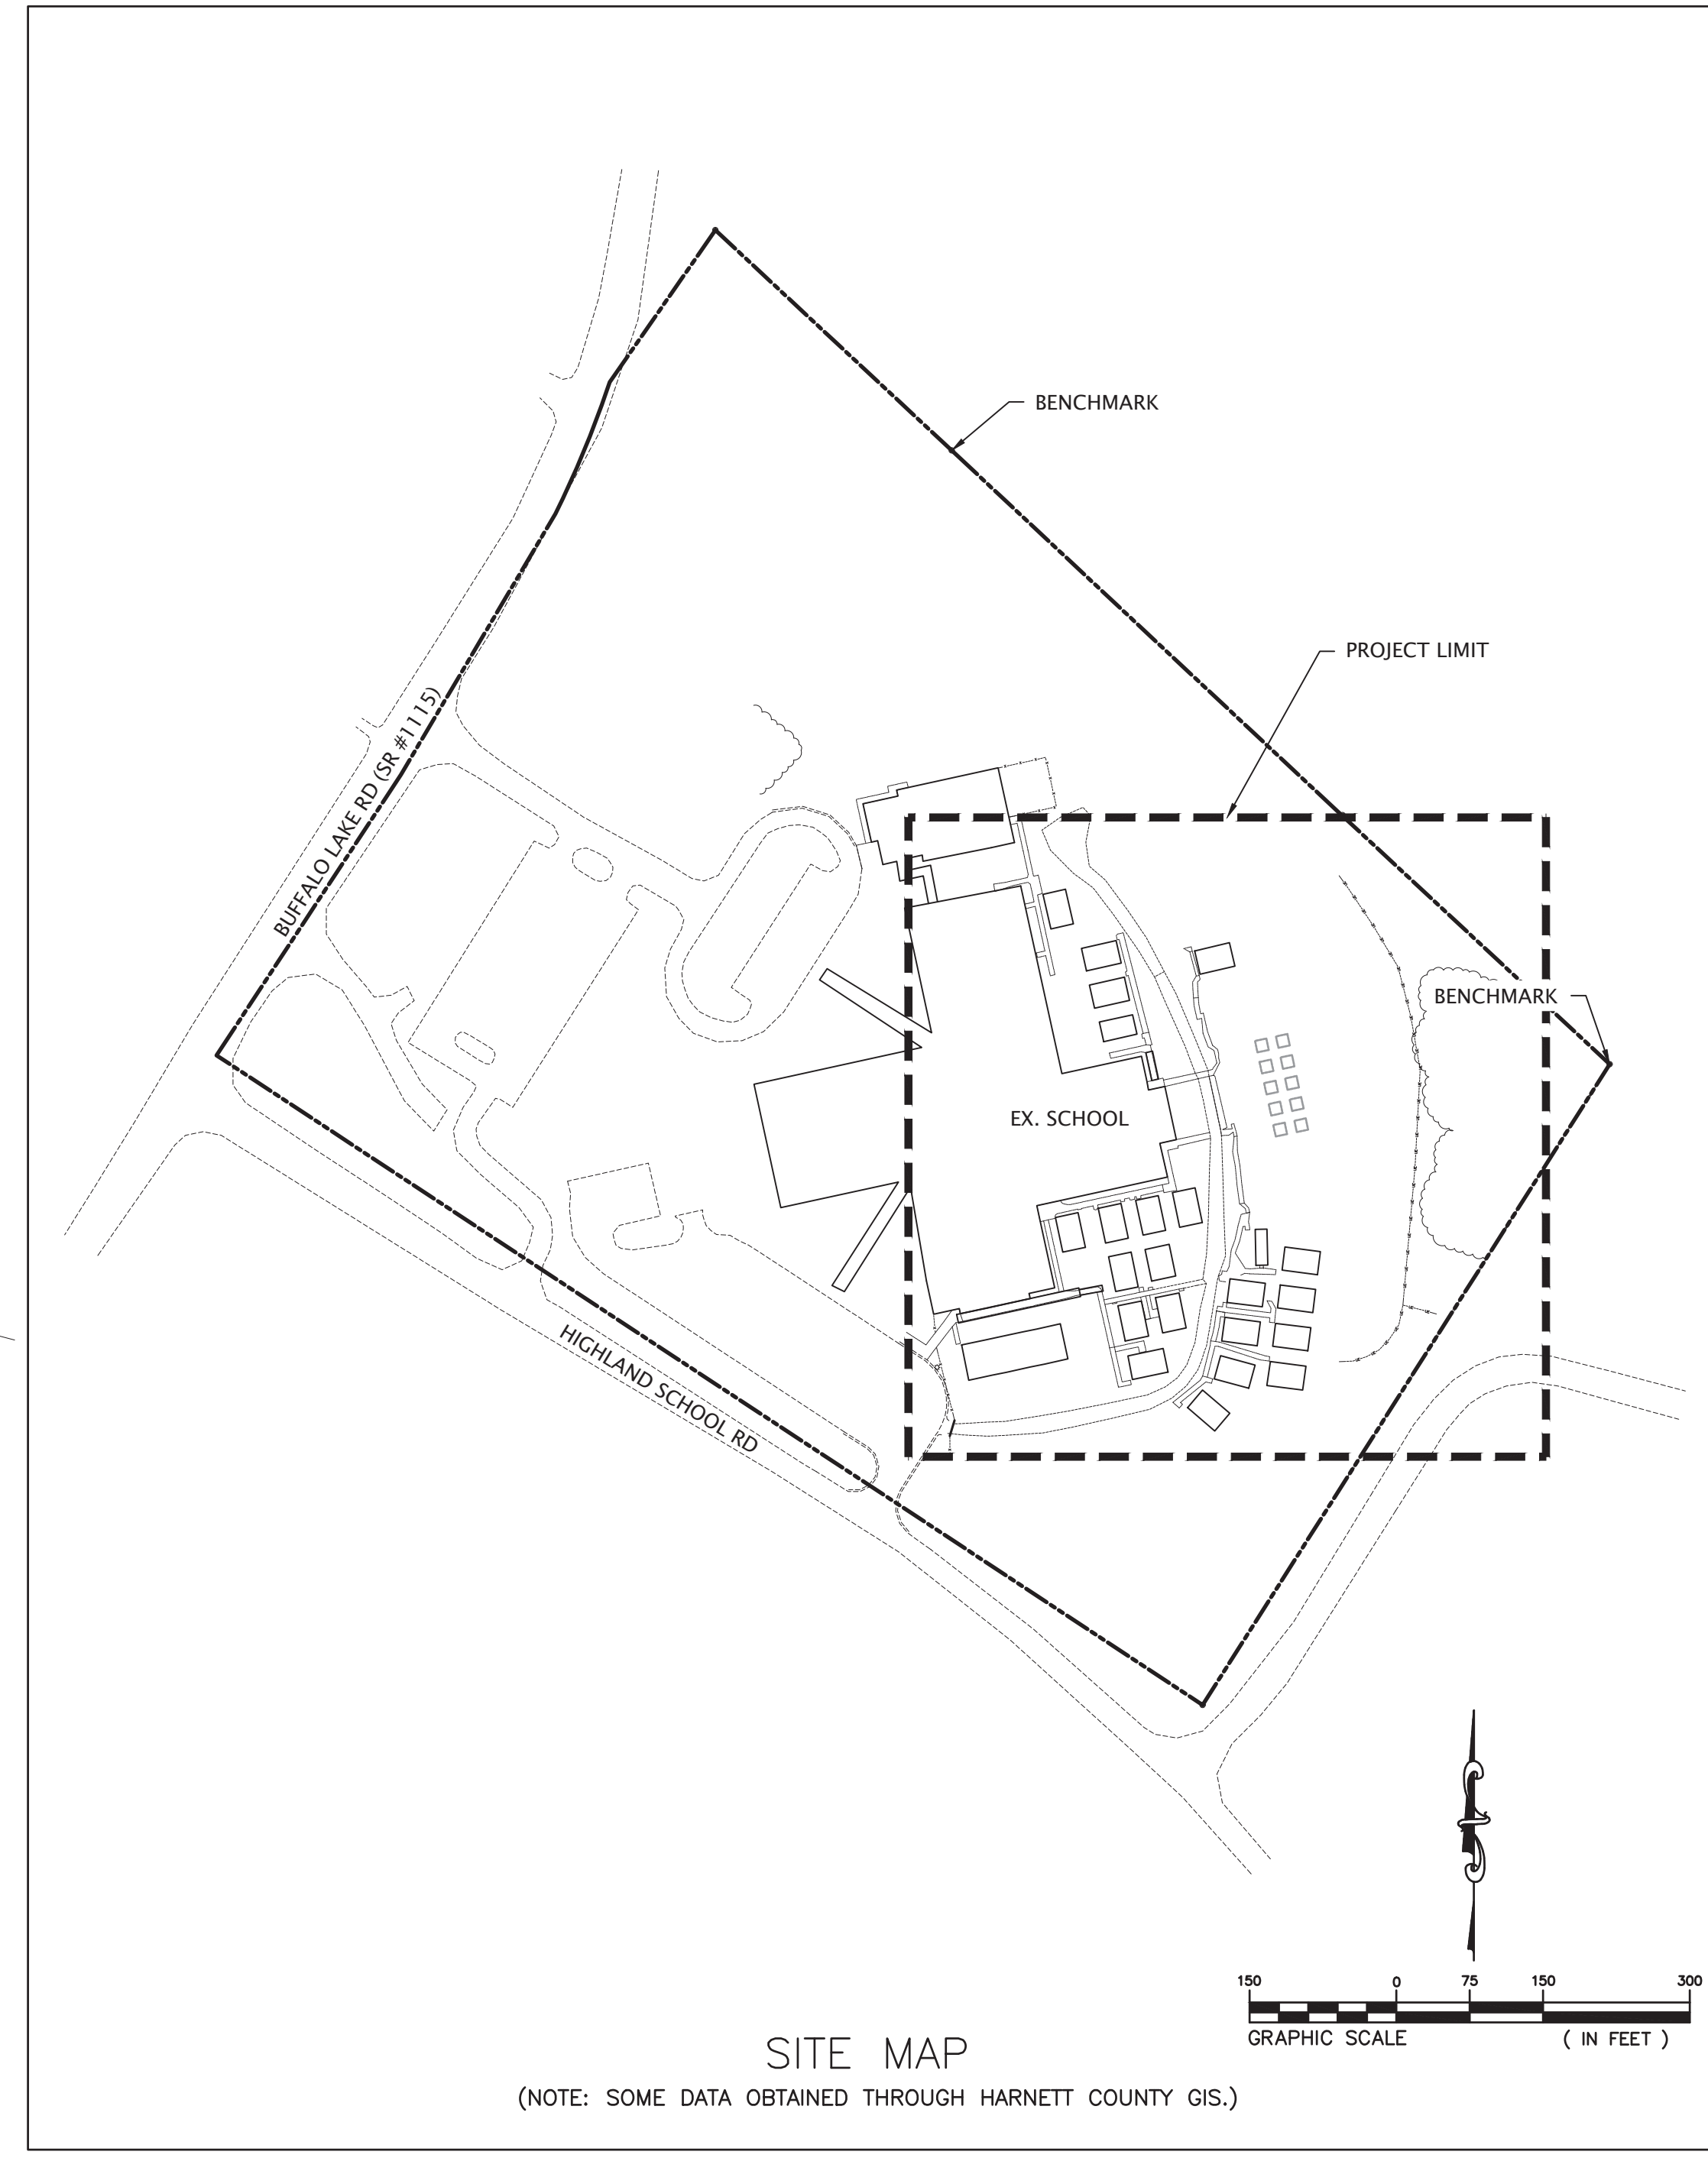 BENCHMARK
PROJECT LIMIT
BUFFALO LAKE RD (SR #1115)
BENCHMARK
EX. SCHOOL
HIGHLAND SCHOOL RD
150 0 75 150 300
GRAPHIC SCALE ( IN FEET )
SITE MAP
(NOTE: SOME DATA OBTAINED THROUGH HARNETT COUNTY GIS.)